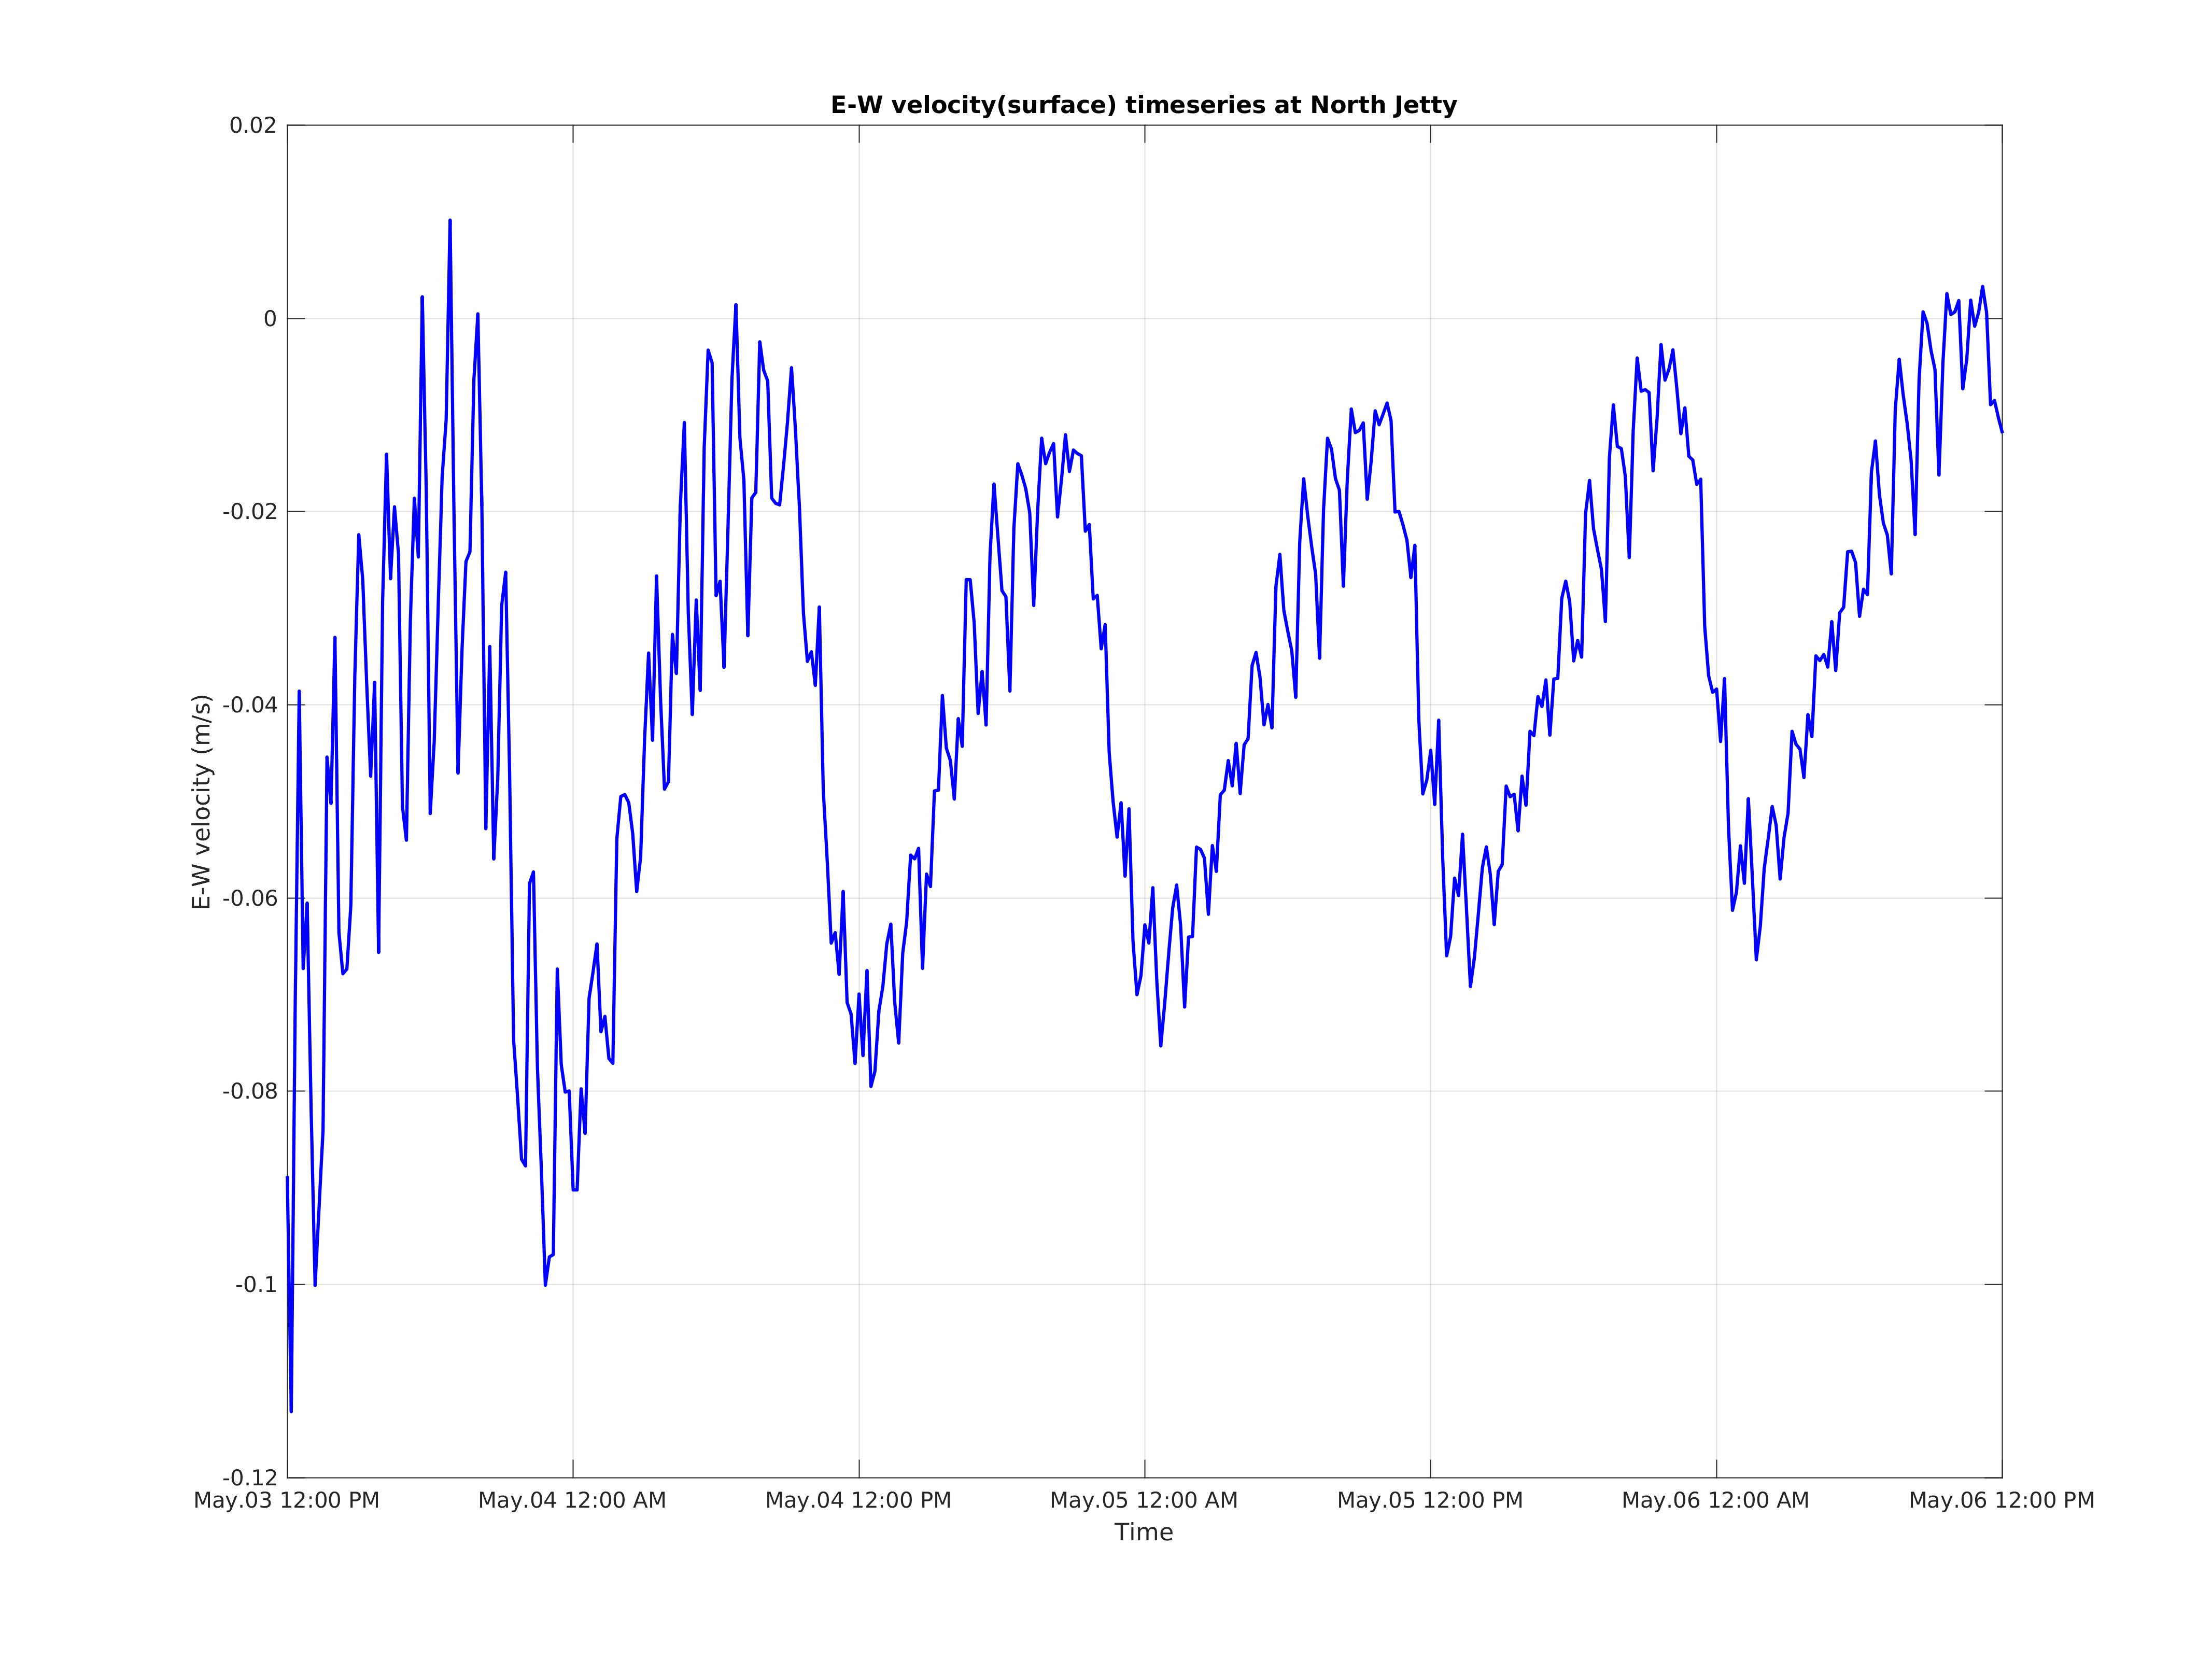 E-W velocity(surface) timeseries at North Jetty
0.02
0
-0.02
-0.04
-0.06
-0.08
-0.1
-0.12
E-W velocity (m/s)
May.03 12:00 PM May.04 12:00 AM May.04 12:00 PM May.05 12:00 AM May.05 12:00 PM May.06 12:00 AM May.06 12:00 PM
Time